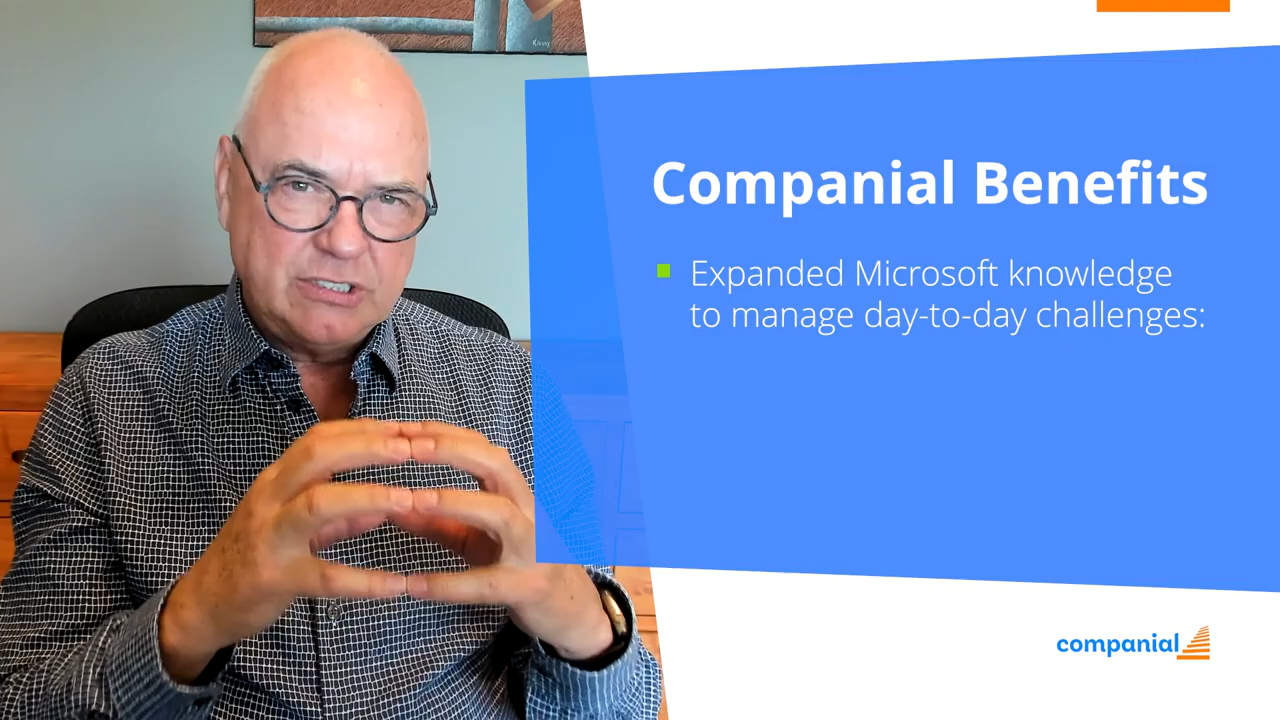 Companial Benefits
Expanded Microsoft knowledge
to manage day-to-day challenges:
companial